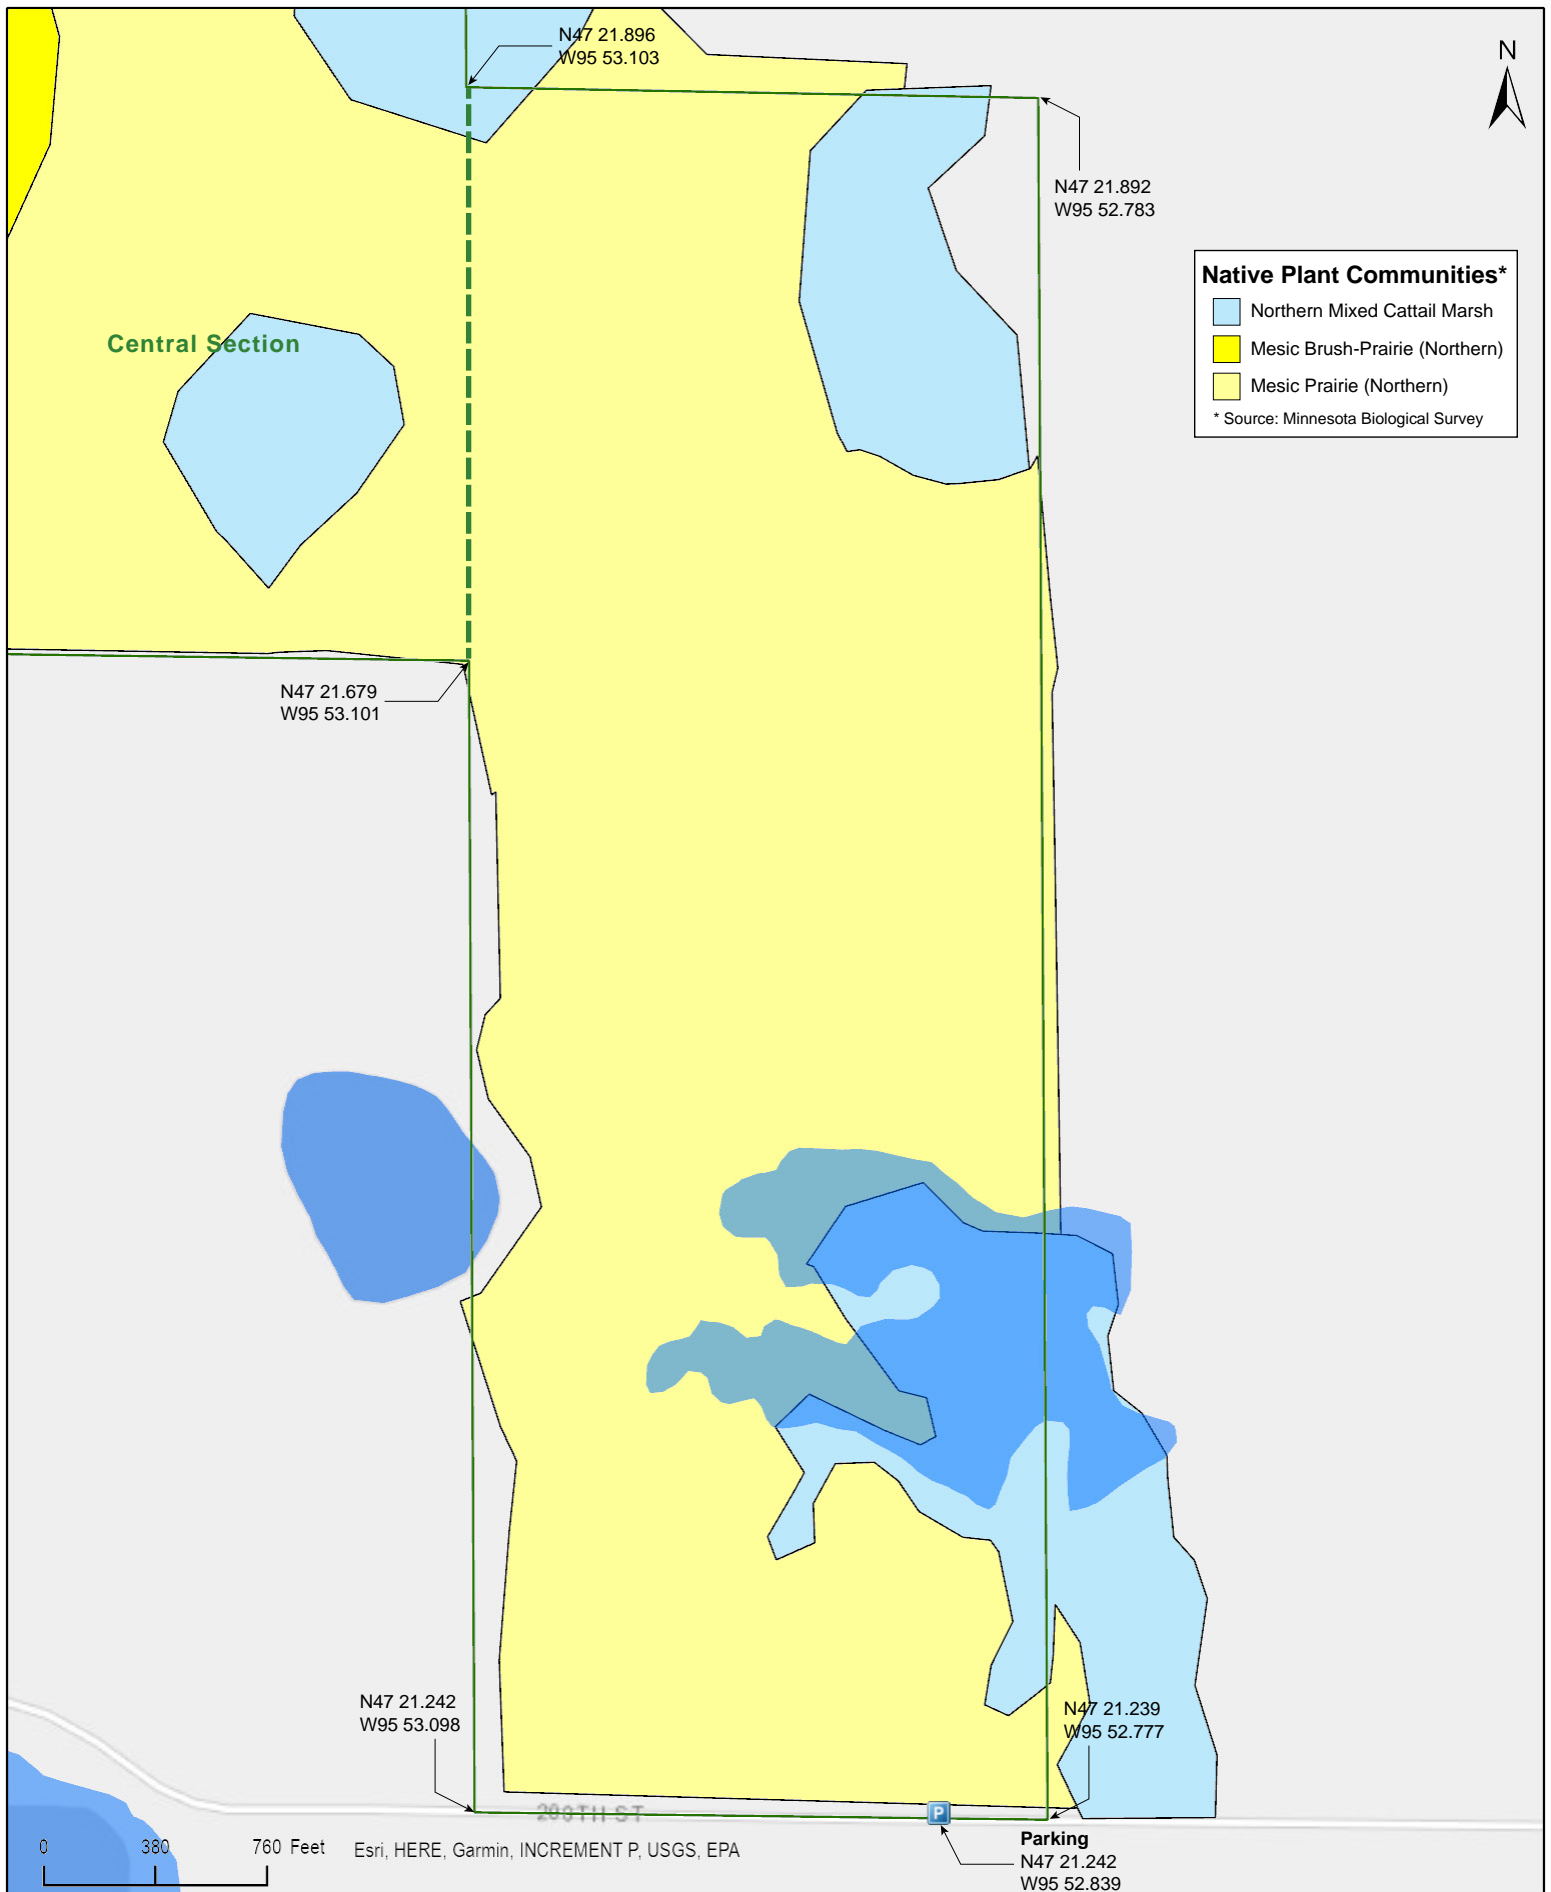 N47 21.896
W95 53.103
N
N47 21.892
W95 52.783
Native Plant Communities*
Northern Mixed Cattail Marsh
Mesic Brush-Prairie (Northern)
Mesic Prairie (Northern)
* Source: Minnesota Biological Survey
Central Section
N47 21.679
W95 53.101
N47 21.242
W95 53.098
N47 21.239
W95 52.777
TH ST
P
Parking
N47 21.242
W95 52.839
0 380 760 Feet
Esri, HERE, Garmin, INCREMENT P, USGS, EPA